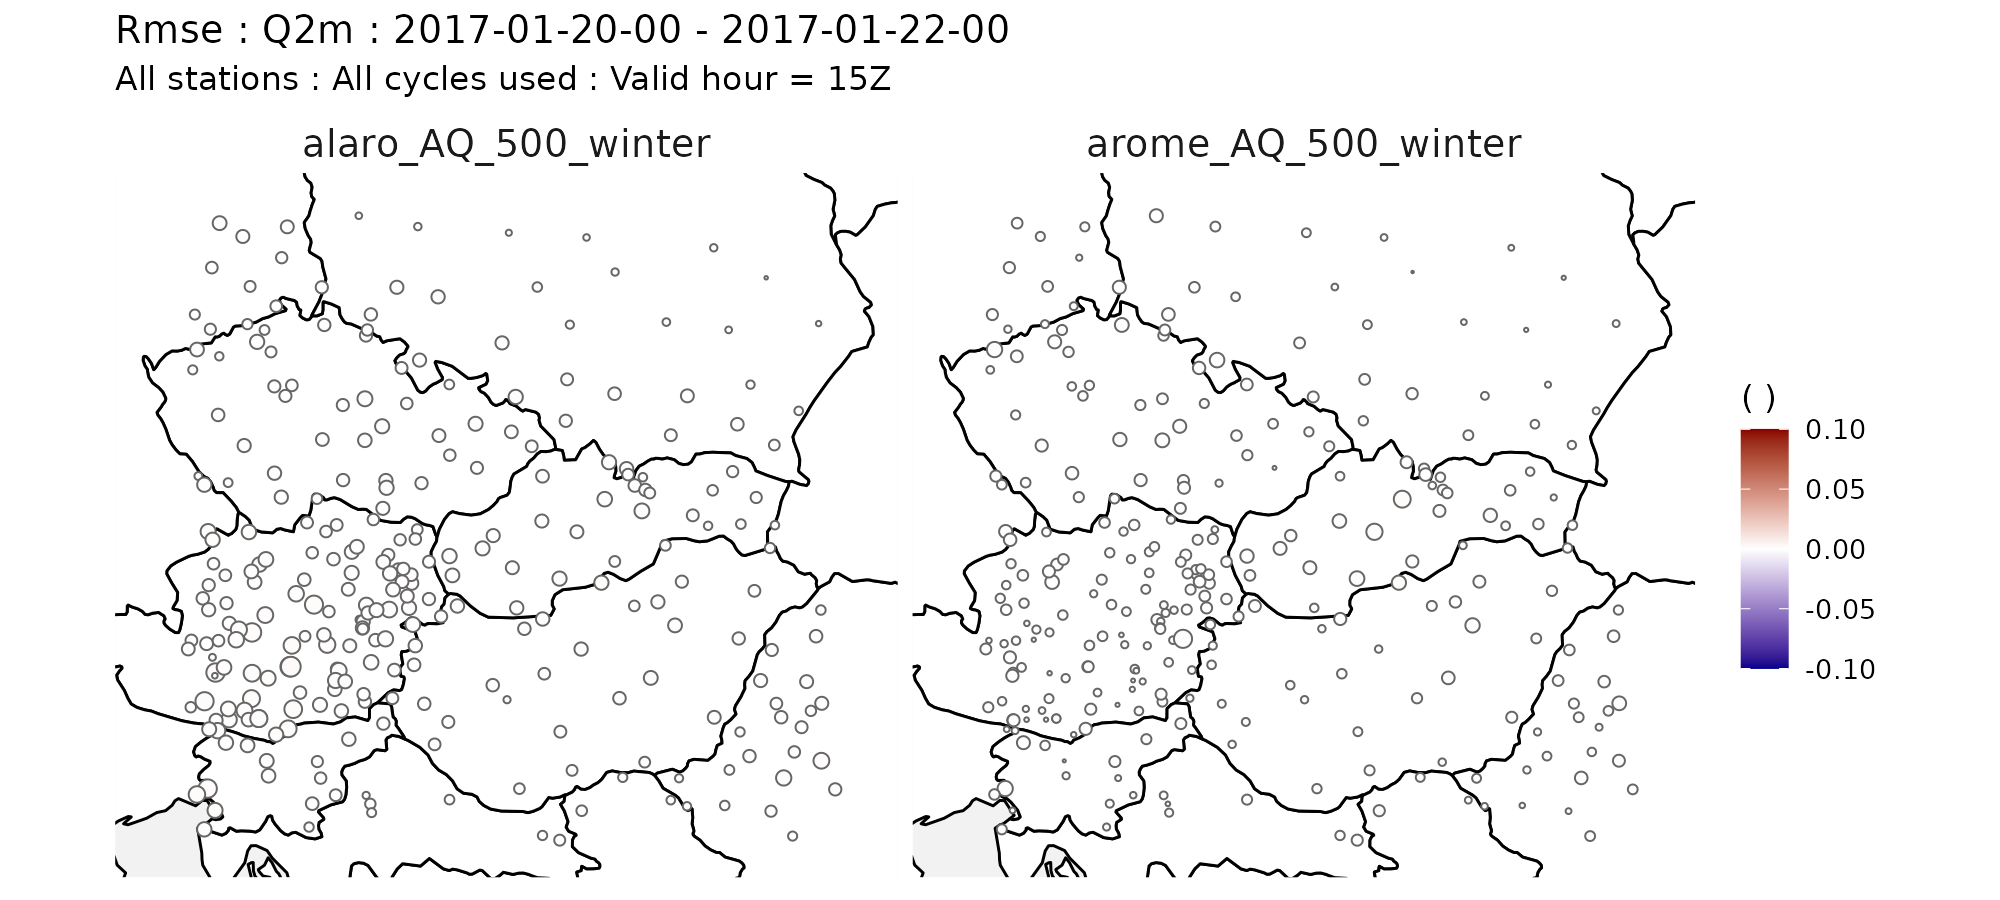 Rmse : Q2m : 2017-01-20-00 - 2017-01-22-00
All stations : All cycles used : Valid hour = 15Z
alaro_AQ_500_winter
arome_AQ_500_winter
( )
0.10
0.05
0.00
-0.05
-0.10